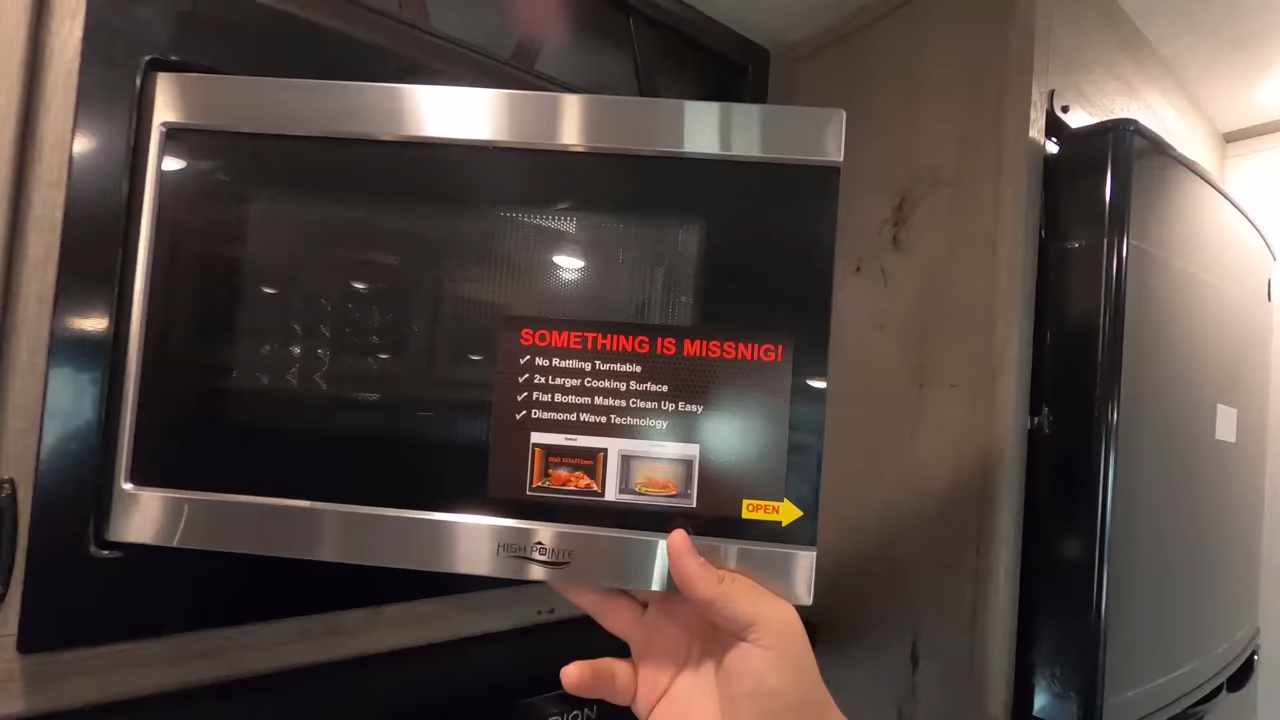 SOMETHING IS MISSNIG!
✓ No Rattling Turntable
✓ 2x Larger Cooking Surface
✓ Flat Bottom Makes Clean Up Easy
✓ Diamond Wave Technology
OPEN
HIGH POINTE